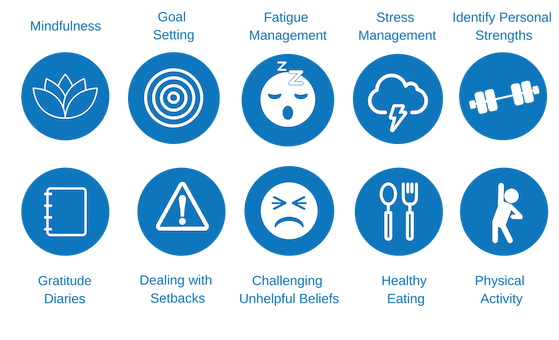 Mindfulness
Goal
Setting
Fatigue
Management
Stress
Management
Identify Personal
Strengths
z
Z
Gratitude
Diaries
Dealing with
Setbacks
Challenging
Unhelpful Beliefs
Healthy
Eating
Physical
Activity